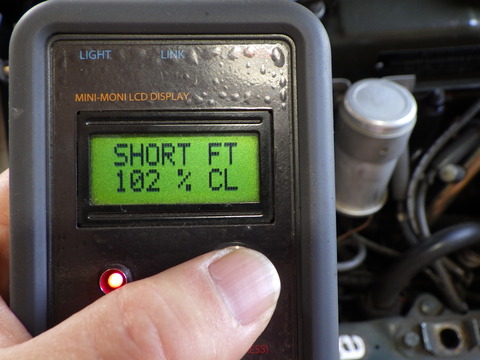 LIGHT LINK
MINI-MONI LCD DISPLAY
SHORT FT
102 % CL
a